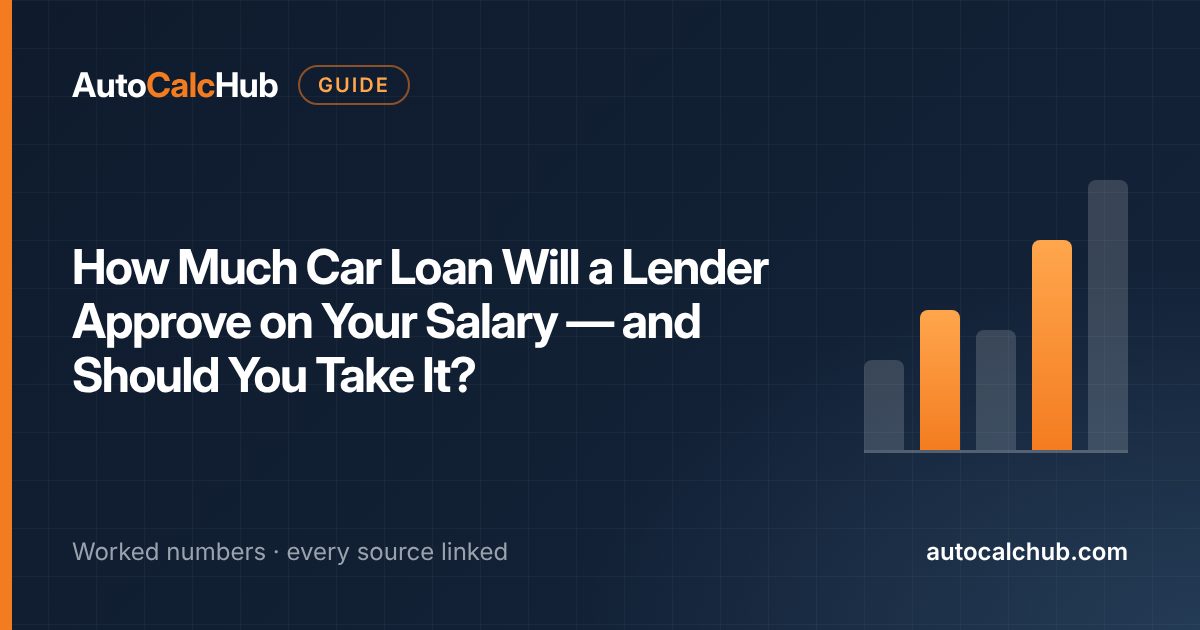 AutoCalcHub
GUIDE
How Much Car Loan Will a Lender
Approve on Your Salary — and
Should You Take It?
Worked numbers · every source linked
autocalchub.com